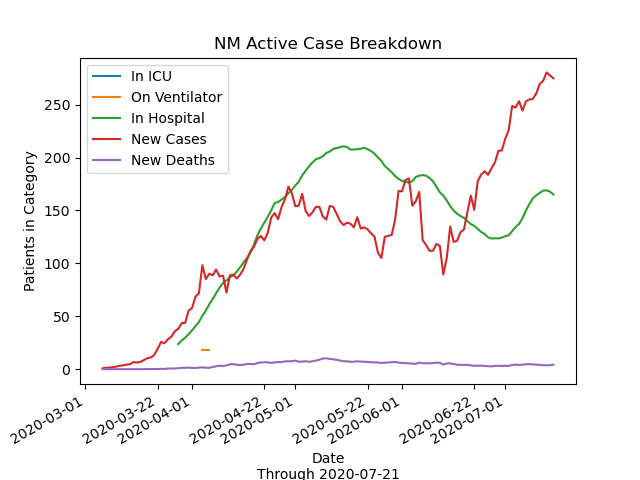 NM Active Case Breakdown
In ICU
On Ventilator
In Hospital
New Cases
New Deaths
Patients in Category
250
200
150
100
50
0
2020-03-01
2020-03-22
2020-04-01
2020-04-22
2020-05-01
2020-05-22
2020-06-01
2020-06-22
2020-07-01
Date
Through 2020-07-21